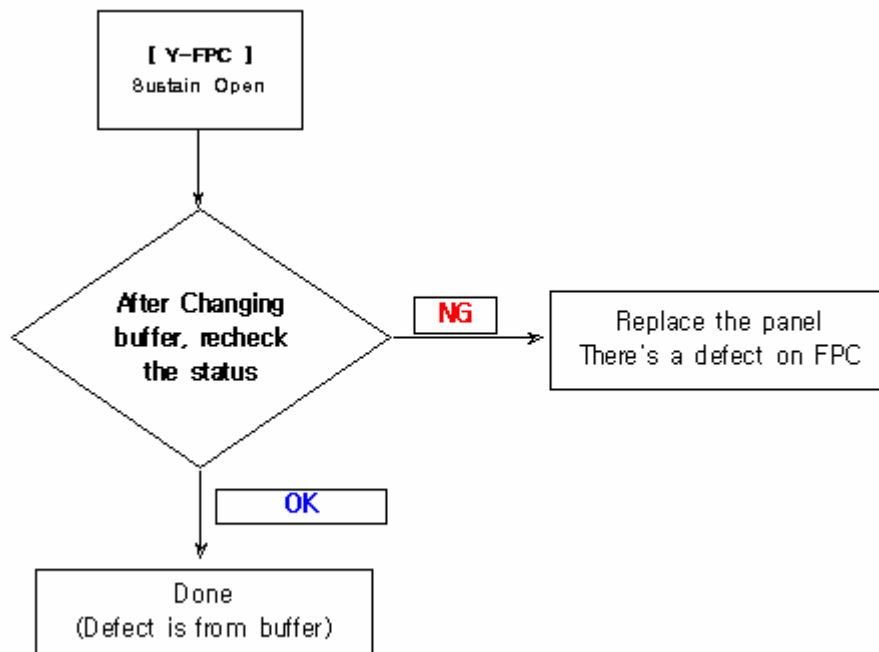 [ Y-FPC ]
Sustain Open
After Changing
buffer, recheck
the status
NG
Replace the panel
There's a defect on FPC
OK
Done
(Defect is from buffer)